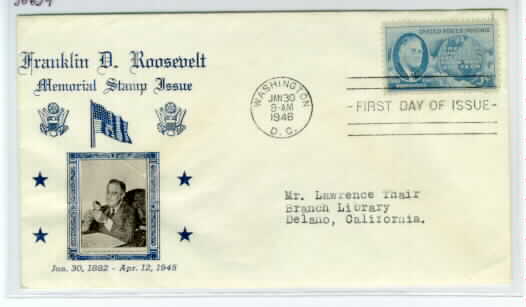 Franklin D. Roosevelt
Memorial Stamp Issue
Jan. 30, 1882 - Apr. 12, 1945
WASHINGTON
JAN 30
8-AM
1946
D. C.
UNITED STATES POSTAGE
- FIRST DAY OF ISSUE -
Mr. Lawrence Thair
Branch Library
Delano, California.